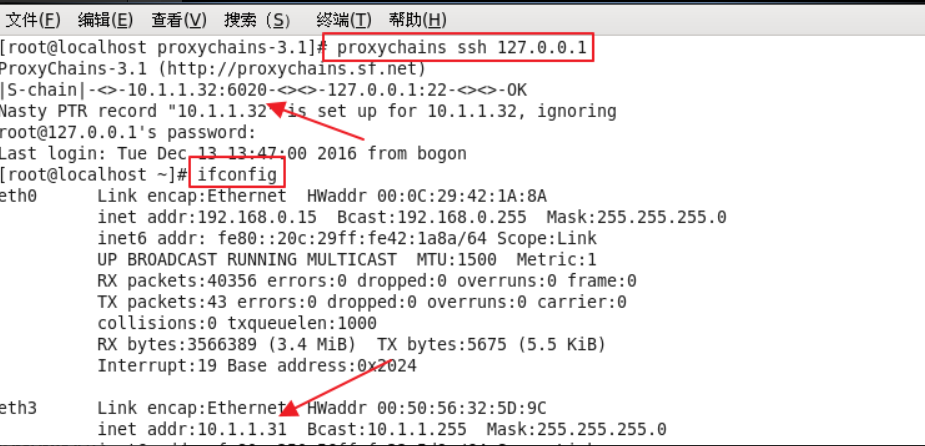 文件(F) 编辑(E) 查看(V) 搜索 (S) 终端(T) 帮助(H)
[root@localhost proxychains-3.1]# proxychains ssh 127.0.0.1
ProxyChains-3.1 (http://proxychains.sf.net)
|S-chain|-<>-10.1.1.32:6020-<><>-127.0.0.1:22-<><>-OK
Nasty PTR record "10.1.1.32" is set up for 10.1.1.32, ignoring
root@127.0.0.1's password:
Last login: Tue Dec 13 13:47:00 2016 from bogon
[root@localhost ~]# ifconfig
eth0 Link encap:Ethernet HWaddr 00:0C:29:42:1A:8A
inet addr:192.168.0.15 Bcast:192.168.0.255 Mask:255.255.255.0
inet6 addr: fe80::20c:29ff:fe42:1a8a/64 Scope:Link
UP BROADCAST RUNNING MULTICAST MTU:1500 Metric:1
RX packets:40356 errors:0 dropped:0 overruns:0 frame:0
TX packets:43 errors:0 dropped:0 overruns:0 carrier:0
collisions:0 txqueuelen:1000
RX bytes:3566389 (3.4 MiB) TX bytes:5675 (5.5 KiB)
Interrupt:19 Base address:0x2024
eth3 Link encap:Ethernet HWaddr 00:50:56:32:5D:9C
inet addr:10.1.1.31 Bcast:10.1.1.255 Mask:255.255.255.0